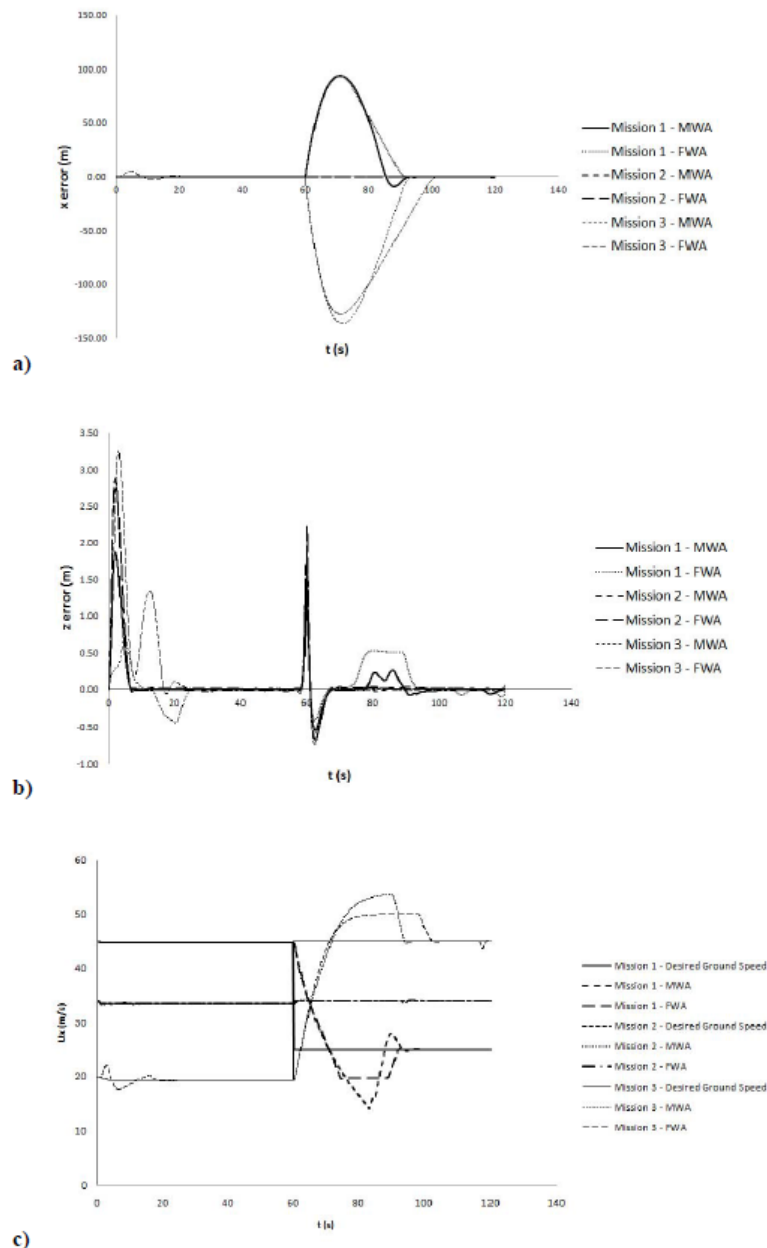 100.00
50.00
0.00
-50.00
-100.00
-150.00
0 20 40 60 80 100 120 140
x error (m)
t (s)
Mission 1 - MWA
Mission 1 - FWA
Mission 2 - MWA
Mission 2 - FWA
Mission 3 - MWA
Mission 3 - FWA
a)
3.50
3.00
2.50
2.00
1.50
1.00
0.50
0.00
-0.50
-1.00
0 20 40 60 80 100 120 140
z error (m)
t (s)
Mission 1 - MWA
Mission 1 - FWA
Mission 2 - MWA
Mission 2 - FWA
Mission 3 - MWA
Mission 3 - FWA
b)
60
50
40
30
20
10
0
0 20 40 60 80 100 120 140
Ux (m/s)
t (s)
Mission 1 - Desired Ground Speed
Mission 1 - MWA
Mission 1 - FWA
Mission 2 - Desired Ground Speed
Mission 2 - MWA
Mission 2 - FWA
Mission 3 - Desired Ground Speed
Mission 3 - MWA
Mission 3 - FWA
c)